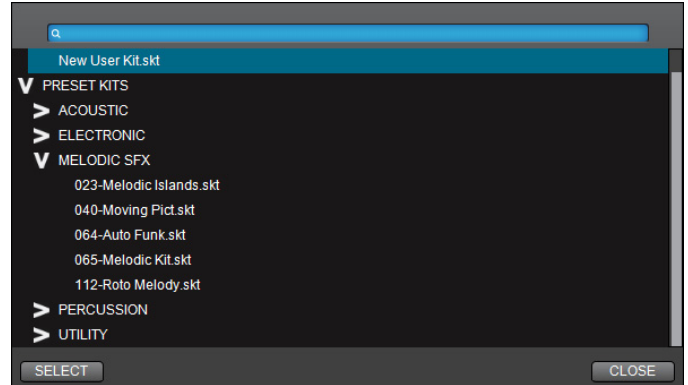 New User Kit.skt
PRESET KITS
ACOUSTIC
ELECTRONIC
MELODIC SFX
023-Melodic Islands.skt
040-Moving Pict.skt
064-Auto Funk.skt
065-Melodic Kit.skt
112-Roto Melody.skt
PERCUSSION
UTILITY
SELECT CLOSE